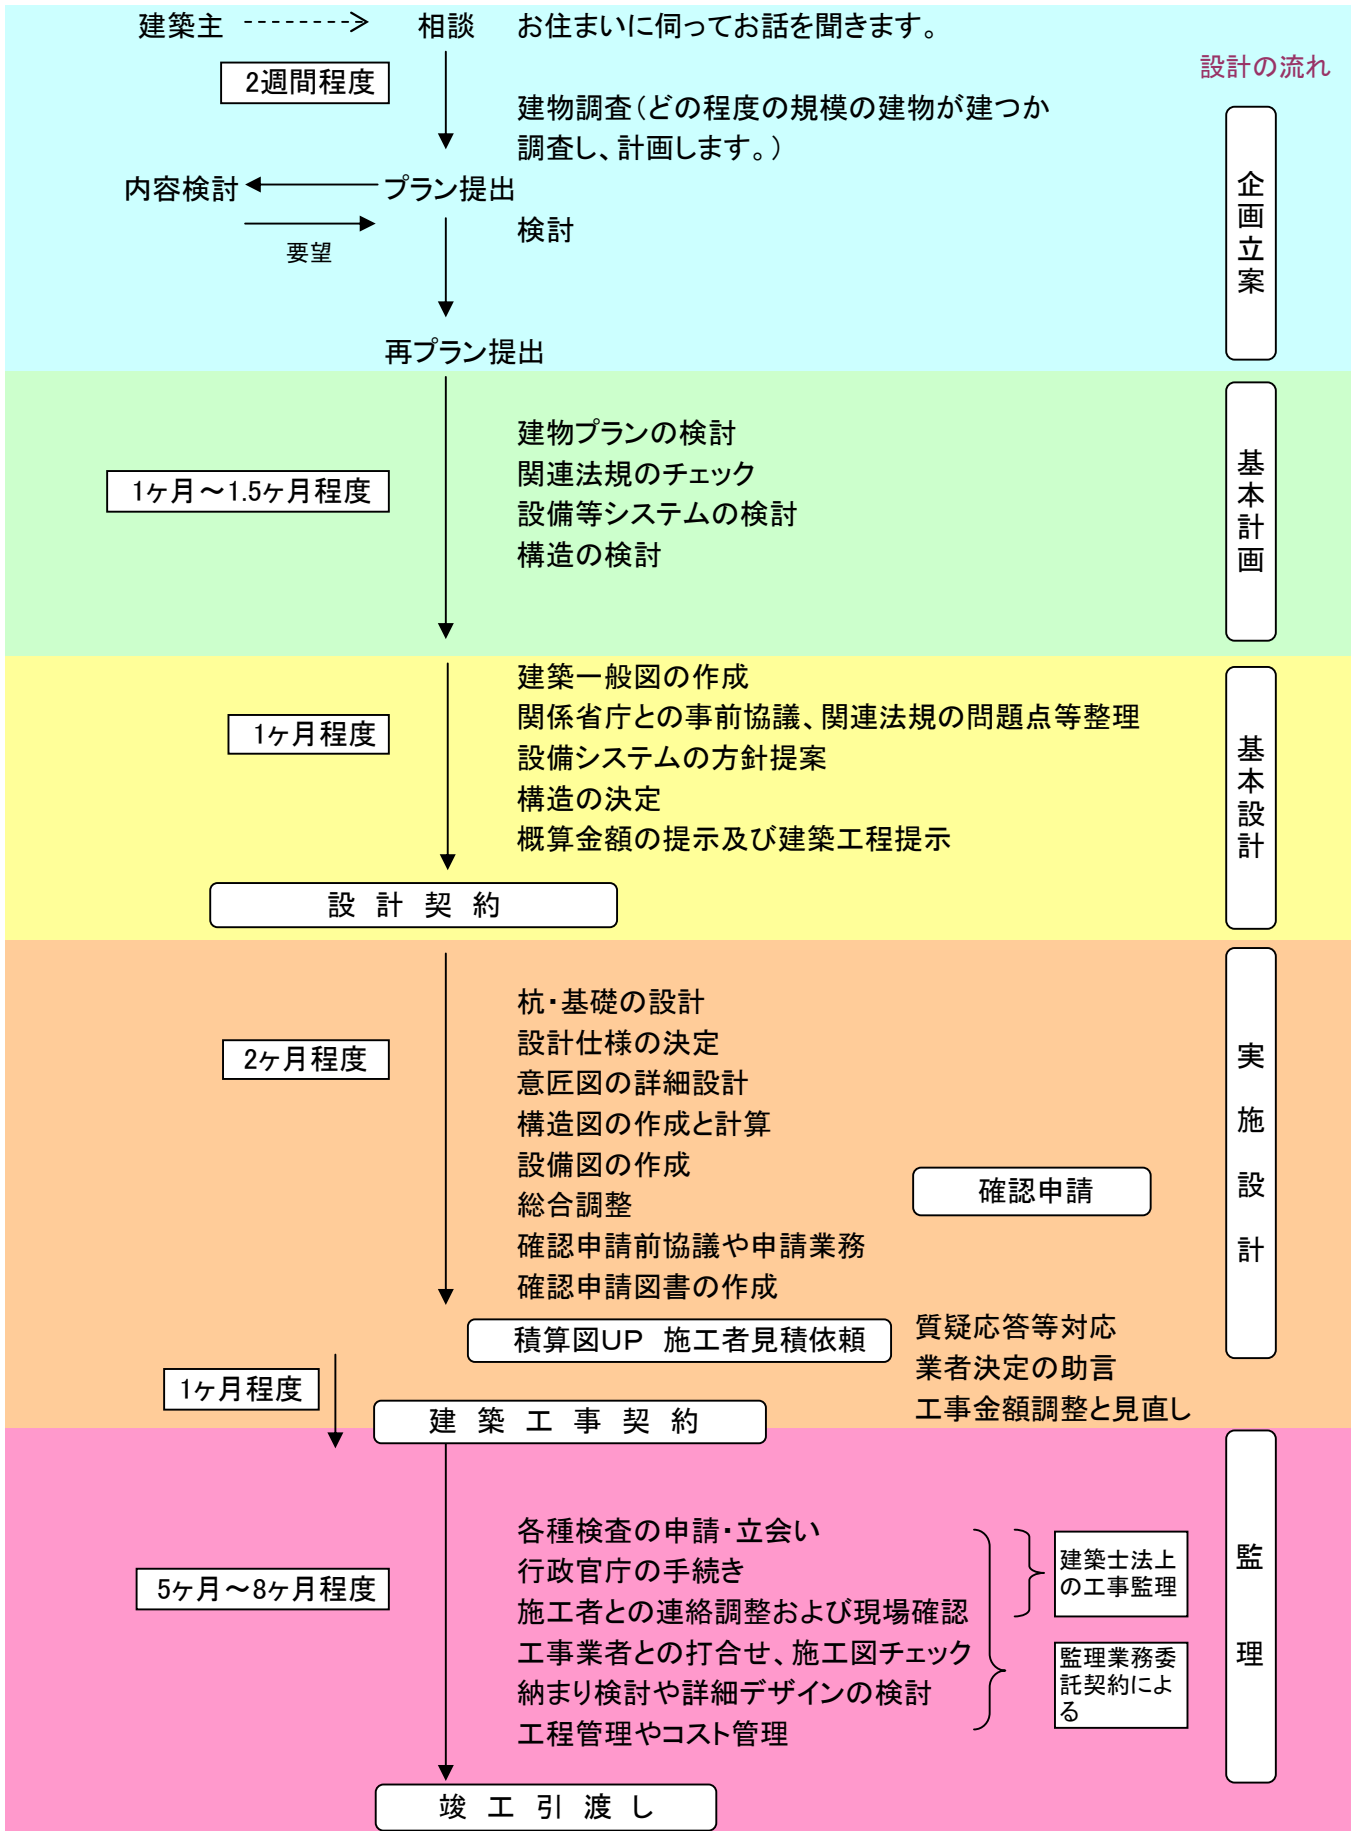 建築主
相談
お住まいに伺ってお話を聞きます。
設計の流れ
2週間程度
建物調査(どの程度の規模の建物が建つか
調査し、計画します。)
内容検討
プラン提出
要望
検討
再プラン提出
企画立案
1ヶ月～1.5ヶ月程度
建物プランの検討
関連法規のチェック
設備等システムの検討
構造の検討
基本計画
1ヶ月程度
建築一般図の作成
関係省庁との事前協議、関連法規の問題点等整理
設備システムの方針提案
構造の決定
概算金額の提示及び建築工程提示
設 計 契 約
基本設計
2ヶ月程度
杭・基礎の設計
設計仕様の決定
意匠図の詳細設計
構造図の作成と計算
設備図の作成
総合調整
確認申請前協議や申請業務
確認申請図書の作成
確認申請
積算図UP 施工者見積依頼
質疑応答等対応
業者決定の助言
工事金額調整と見直し
1ヶ月程度
建 築 工 事 契 約
実施設計
5ヶ月～8ヶ月程度
各種検査の申請・立会い
行政官庁の手続き
施工者との連絡調整および現場確認
工事業者との打合せ、施工図チェック
納まり検討や詳細デザインの検討
工程管理やコスト管理
建築士法上
の工事監理
監理業務委
託契約によ
る
監理
竣 工 引 渡 し